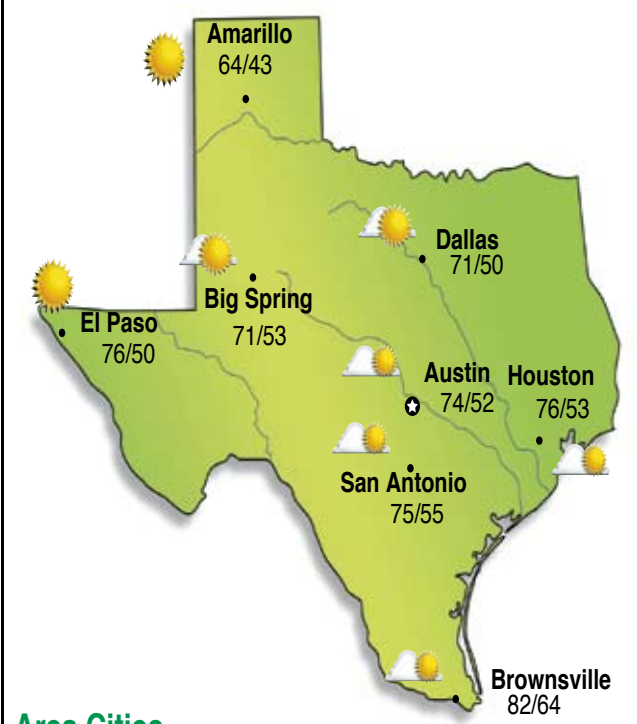 Amarillo
64/43
Dallas
71/50
Big Spring
71/53
El Paso
76/50
Austin
74/52
Houston
76/53
San Antonio
75/55
Brownsville
82/64
Area Cities